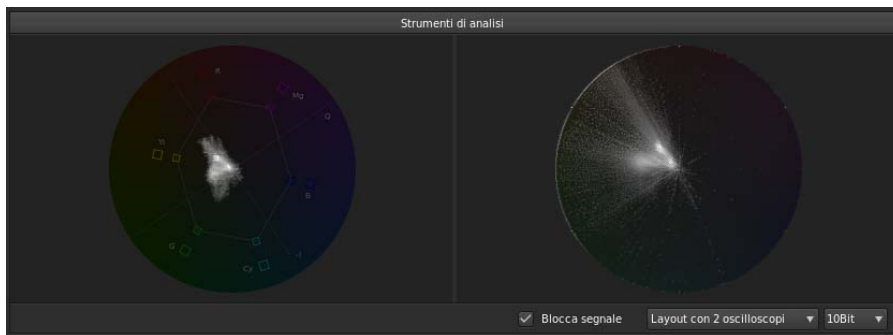 Strumenti di analisi
R
Mg
Q
B
G
Cy
-I
Blocca segnale
Layout con 2 oscilloscopi
10Bit